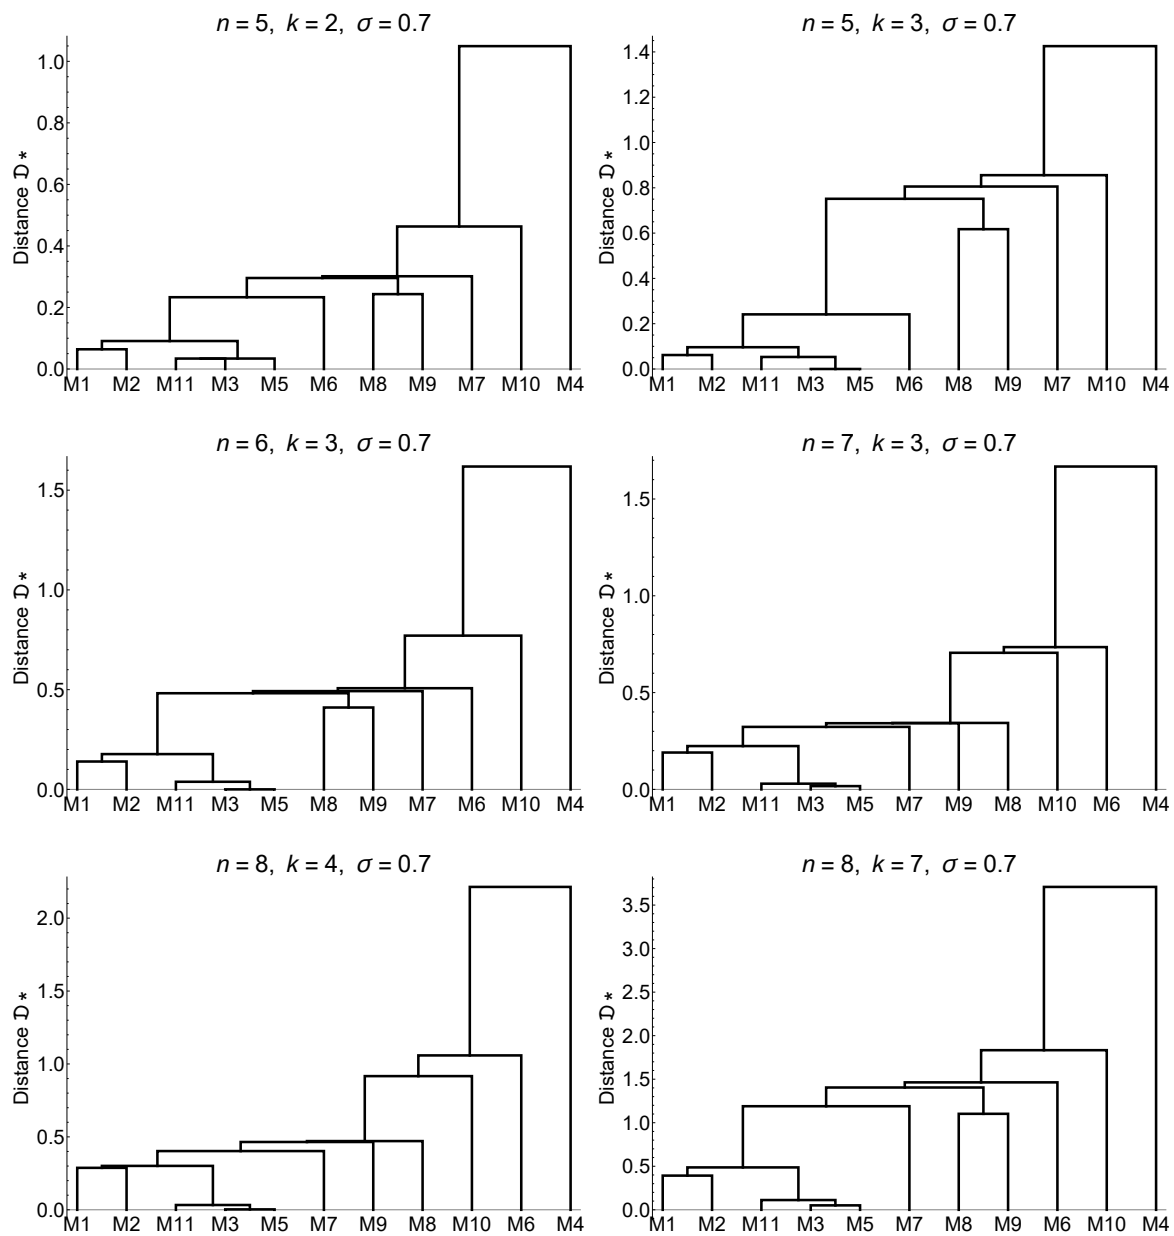 n = 5, k = 2, σ = 0.7
Distance 𝒟*
1.0
0.8
0.6
0.4
0.2
0.0
M1 M2 M11 M3 M5 M6 M8 M9 M7 M10 M4
n = 5, k = 3, σ = 0.7
Distance 𝒟*
1.4
1.2
1.0
0.8
0.6
0.4
0.2
0.0
M1 M2 M11 M3 M5 M6 M8 M9 M7 M10 M4
n = 6, k = 3, σ = 0.7
Distance 𝒟*
1.5
1.0
0.5
0.0
M1 M2 M11 M3 M5 M8 M9 M7 M6 M10 M4
n = 7, k = 3, σ = 0.7
Distance 𝒟*
1.5
1.0
0.5
0.0
M1 M2 M11 M3 M5 M7 M9 M8 M10 M6 M4
n = 8, k = 4, σ = 0.7
Distance 𝒟*
2.0
1.5
1.0
0.5
0.0
M1 M2 M11 M3 M5 M7 M9 M8 M10 M6 M4
n = 8, k = 7, σ = 0.7
Distance 𝒟*
3.5
3.0
2.5
2.0
1.5
1.0
0.5
0.0
M1 M2 M11 M3 M5 M7 M8 M9 M6 M10 M4